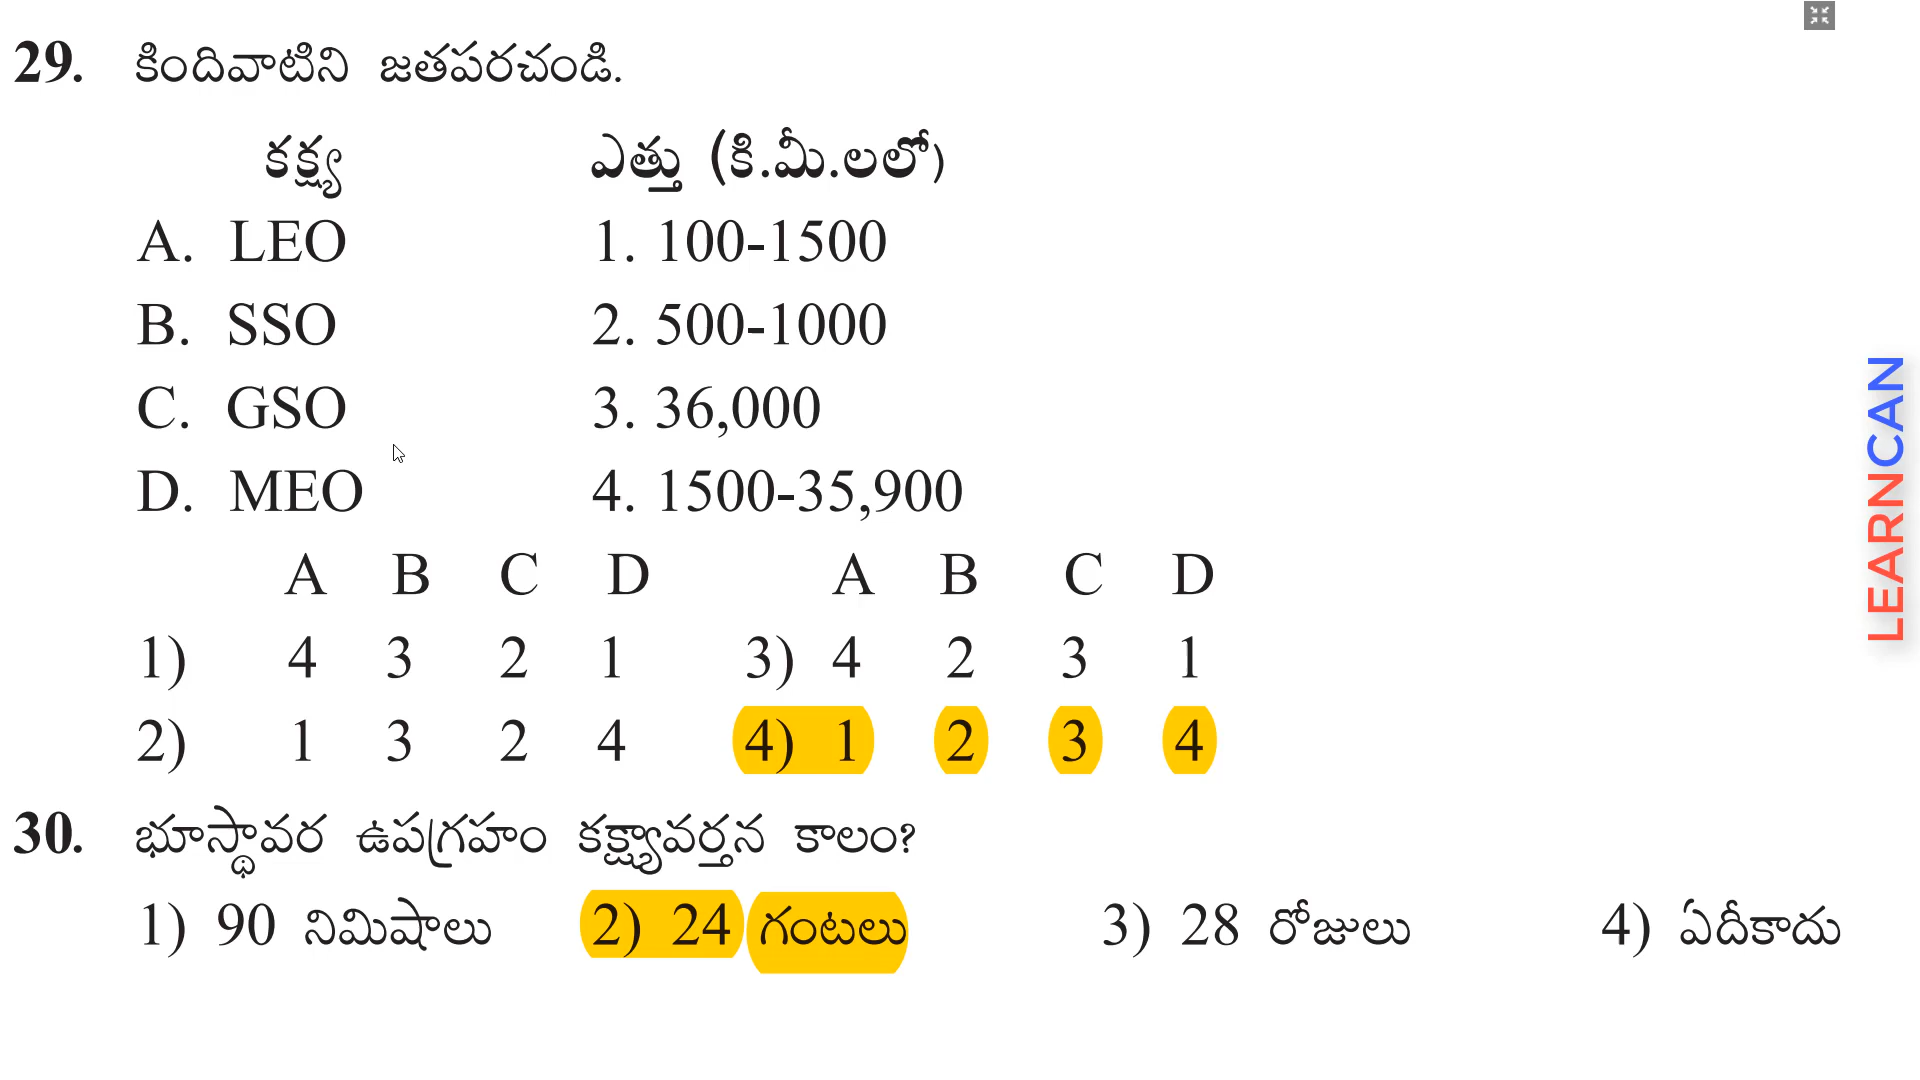 29. కిందివాటిని జతపరచండి.
కక్ష్య ఎత్తు (కి.మీ.లలో)
A. LEO 1. 100-1500
B. SSO 2. 500-1000
C. GSO 3. 36,000
D. MEO 4. 1500-35,900
A B C D A B C D
1) 4 3 2 1 3) 4 2 3 1
2) 1 3 2 4 4) 1 2 3 4
30. భూస్థావర ఉపగ్రహం కక్ష్యావర్తన కాలం?
1) 90 నిమిషాలు 2) 24 గంటలు 3) 28 రోజులు 4) ఏదీకాదు
LEARNCAN